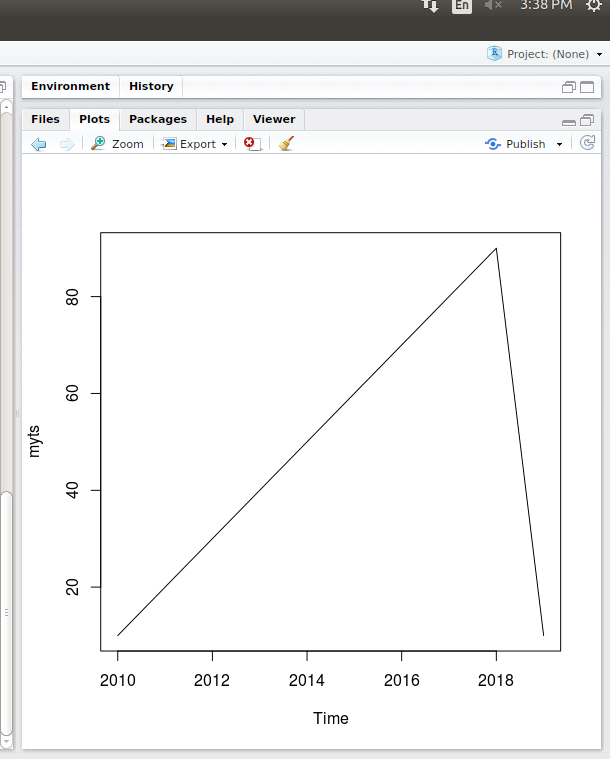 En 3:38 PM
Project: (None)
Environment History
Files Plots Packages Help Viewer
Zoom Export Publish
80
60
40
20
myts
2010 2012 2014 2016 2018
Time